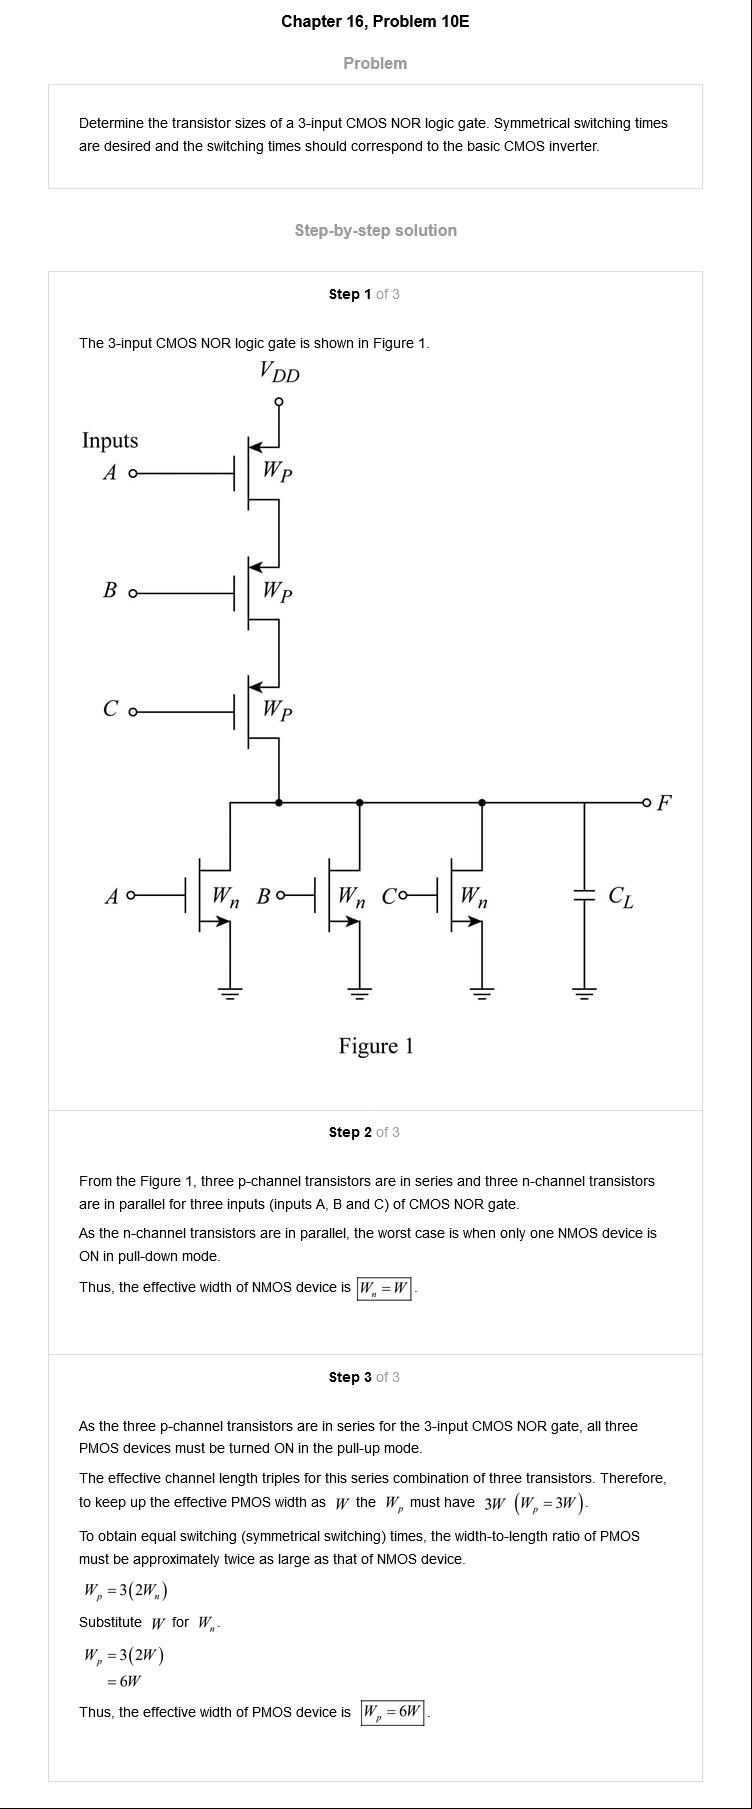 Chapter 16, Problem 10E
Problem
Determine the transistor sizes of a 3-input CMOS NOR logic gate. Symmetrical switching times
are desired and the switching times should correspond to the basic CMOS inverter.
Step-by-step solution
Step 1 of 3
The 3-input CMOS NOR logic gate is shown in Figure 1.
V_DD
Inputs
A W_P
B W_P
C W_P
F
A W_n B W_n C W_n C_L
Figure 1
Step 2 of 3
From the Figure 1, three p-channel transistors are in series and three n-channel transistors
are in parallel for three inputs (inputs A, B and C) of CMOS NOR gate.
As the n-channel transistors are in parallel, the worst case is when only one NMOS device is
ON in pull-down mode.
Thus, the effective width of NMOS device is W_n = W.
Step 3 of 3
As the three p-channel transistors are in series for the 3-input CMOS NOR gate, all three
PMOS devices must be turned ON in the pull-up mode.
The effective channel length triples for this series combination of three transistors. Therefore,
to keep up the effective PMOS width as W the W_p must have 3W (W_p = 3W).
To obtain equal switching (symmetrical switching) times, the width-to-length ratio of PMOS
must be approximately twice as large as that of NMOS device.
W_p = 3(2W_n)
Substitute W for W_n.
W_p = 3(2W)
= 6W
Thus, the effective width of PMOS device is W_p = 6W.